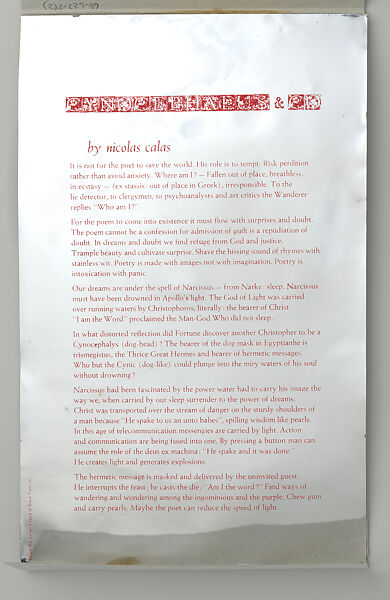 CYNOCEPHALUS & CO
by nicolas calas
It is not for the poet to save the world. His role is to tempt. Risk perdition
rather than avoid anxiety. Where am I? — Fallen out of place, breathless,
in ecstasy — (ex stassis: out of place in Greek), irresponsible. To the
lie detector, to clergymen, to psychoanalysts and art critics the Wanderer
replies "Who am I?"
For the poem to come into existence it must flow with surprises and doubt.
The poem cannot be a confession for admission of guilt is a repudiation of
doubt. In dreams and doubt we find refuge from God and justice.
Trample beauty and cultivate surprise. Shave the hissing sound of rhymes with
stainless wit. Poetry is made with images not with imagination. Poetry is
intoxication with panic.
Our dreams are under the spell of Narcissus — from Narke: sleep. Narcissus
must have been drowned in Apollo's light. The God of Light was carried
over running waters by Christophoros, literally: the bearer of Christ.
"I am the Word" proclaimed the Man-God Who did not sleep.
In what distorted reflection did Fortune discover another Christopher to be a
Cynocephalys (dog-head)? The bearer of the dog mask in Egyptianhe is
trismegistus, the Thrice Great Hermes and bearer of hermetic messages.
Who but the Cynic (dog-like) could plunge into the miry waters of his soul
without drowning?
Narcissus had been fascinated by the power water had to carry his image the
way we, when carried by our sleep surrender to the power of dreams.
Christ was transported over the stream of danger on the sturdy shoulders of
a man because "He spake to us an unto babes", spilling wisdom like pearls.
In this age of telecommunication messengies are carried by light. Action
and communication are being fused into one. By pressing a button man can
assume the role of the deus ex machina: "He spake and it was done."
He creates light and generates explosions.
The hermetic message is masked and delivered by the uninvited guest.
He interrupts the feast, he casts the die, "Am I the word?" Find ways of
wandering and wondering among the ingominious and the purple. Chew gum
and carry pearls. Maybe the poet can reduce the speed of light.